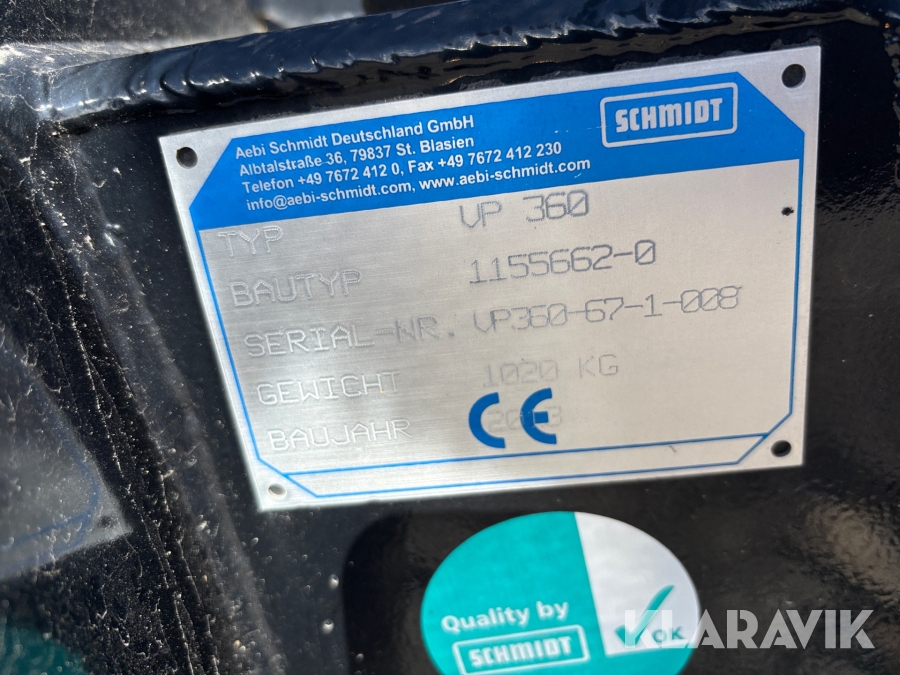 Aebi Schmidt Deutschland GmbH
Albtalstraße 36, 79837 St. Blasien
Telefon +49 7672 412 0, Fax +49 7672 412 230
info@aebi-schmidt.com, www.aebi-schmidt.com
SCHMIDT
TYP VP 360
BAUTYP 1155662-0
SERIAL-NR. VP360-67-1-008
GEWICHT 1020 KG
BAUJAHR
CE
Quality by
SCHMIDT
OK
KLARAVIK